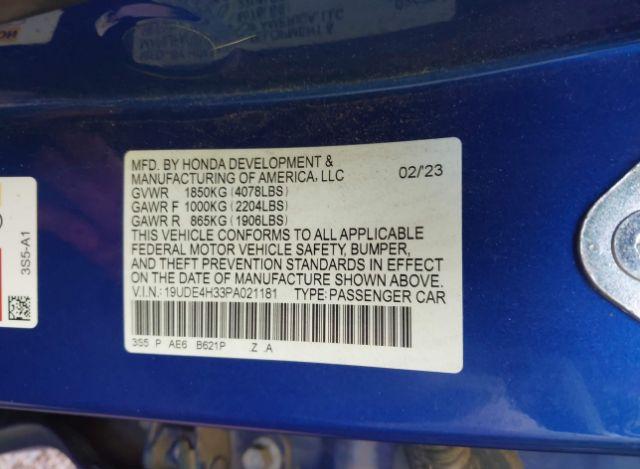 MFD. BY HONDA DEVELOPMENT &
MANUFACTURING OF AMERICA, LLC 02/'23
GVWR 1850KG (4078LBS)
GAWR F 1000KG (2204LBS)
GAWR R 865KG (1906LBS)
THIS VEHICLE CONFORMS TO ALL APPLICABLE
FEDERAL MOTOR VEHICLE SAFETY, BUMPER,
AND THEFT PREVENTION STANDARDS IN EFFECT
ON THE DATE OF MANUFACTURE SHOWN ABOVE.
V.I.N.:19UDE4H33PA021181 TYPE:PASSENGER CAR
3S5 P AE6 B621P .Z .A
3S5-A1